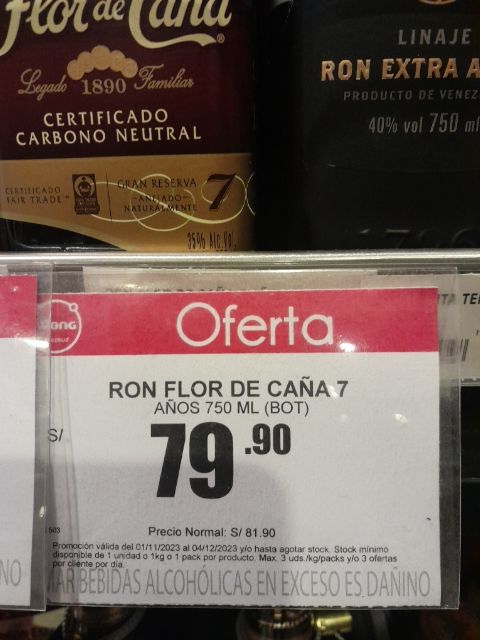 Flor de Caña
Legado 1890 Familiar
CERTIFICADO
CARBONO NEUTRAL
CERTIFICADO
FAIR TRADE™
GRAN RESERVA
AÑEJADO
NATURALMENTE
7
35% Alc.Vol.
LINAJE
RON EXTRA A
PRODUCTO DE VENEZ
40% vol 750 ml
Oferta
RON FLOR DE CAÑA 7
AÑOS 750 ML (BOT)
S/ 79.90
Precio Normal: S/ 81.90
503
Promoción válido del 01/11/2023 al 04/12/2023 y/o hasta agotar stock. Stock mínimo
disponible de 1 unidad o 1kg o 1 pack por producto. Max. 3 uds./kg/packs y/o 3 ofertas
por cliente por día.
MAR BEBIDAS ALCOHÓLICAS EN EXCESO ES DAÑINO
NO